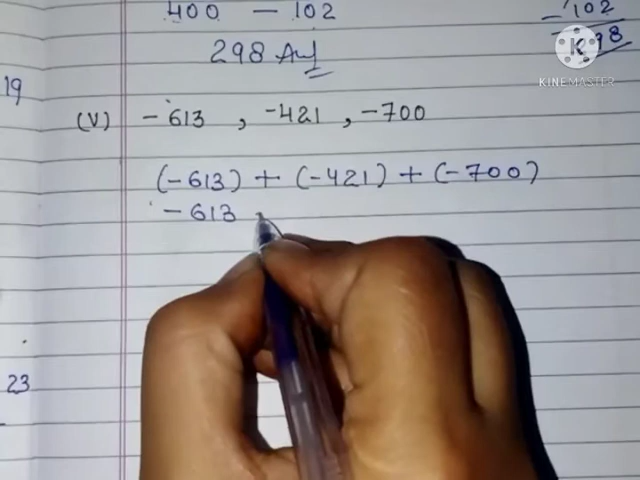 400 - 102
- 102
298 Ans
298
KINEMASTER
19
(V) -613 , -421 , -700
(-613) + (-421) + (-700)
-613
23